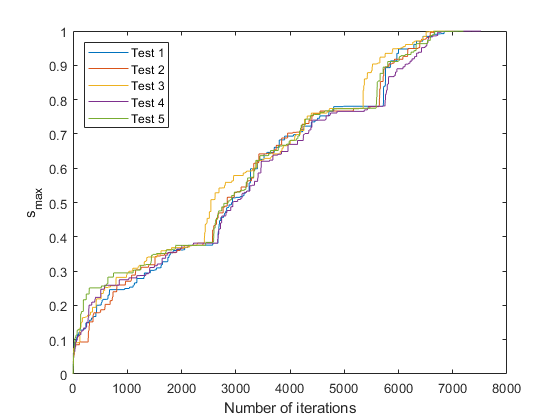 1
0.9
0.8
0.7
0.6
0.5
0.4
0.3
0.2
0.1
0
s_max
Test 1
Test 2
Test 3
Test 4
Test 5
0 1000 2000 3000 4000 5000 6000 7000 8000
Number of iterations